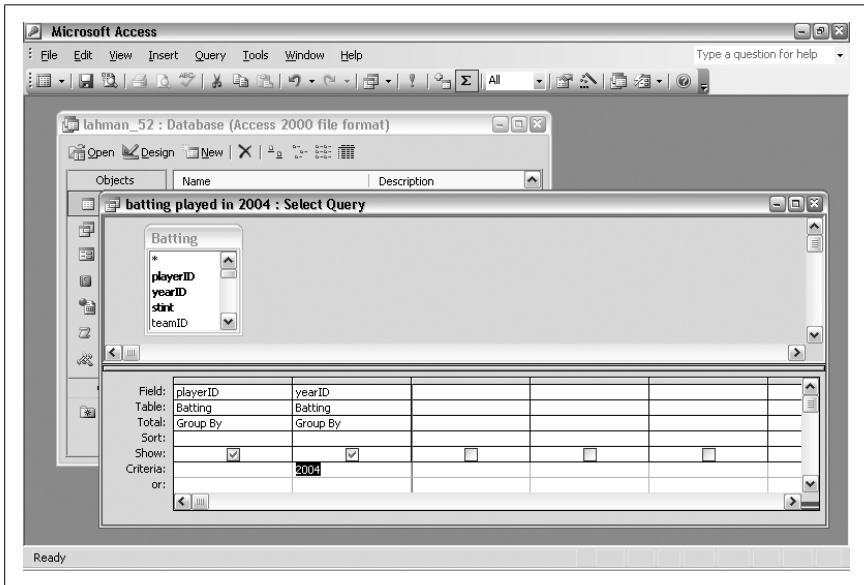 Microsoft Access
File Edit View Insert Query Tools Window Help Type a question for help
All
lahman_52 : Database (Access 2000 file format)
Open Design New
Objects Name Description
batting played in 2004 : Select Query
Batting
*
playerID
yearID
stint
teamID
Field: playerID yearID
Table: Batting Batting
Total: Group By Group By
Sort:
Show:
Criteria: 2004
or:
Ready